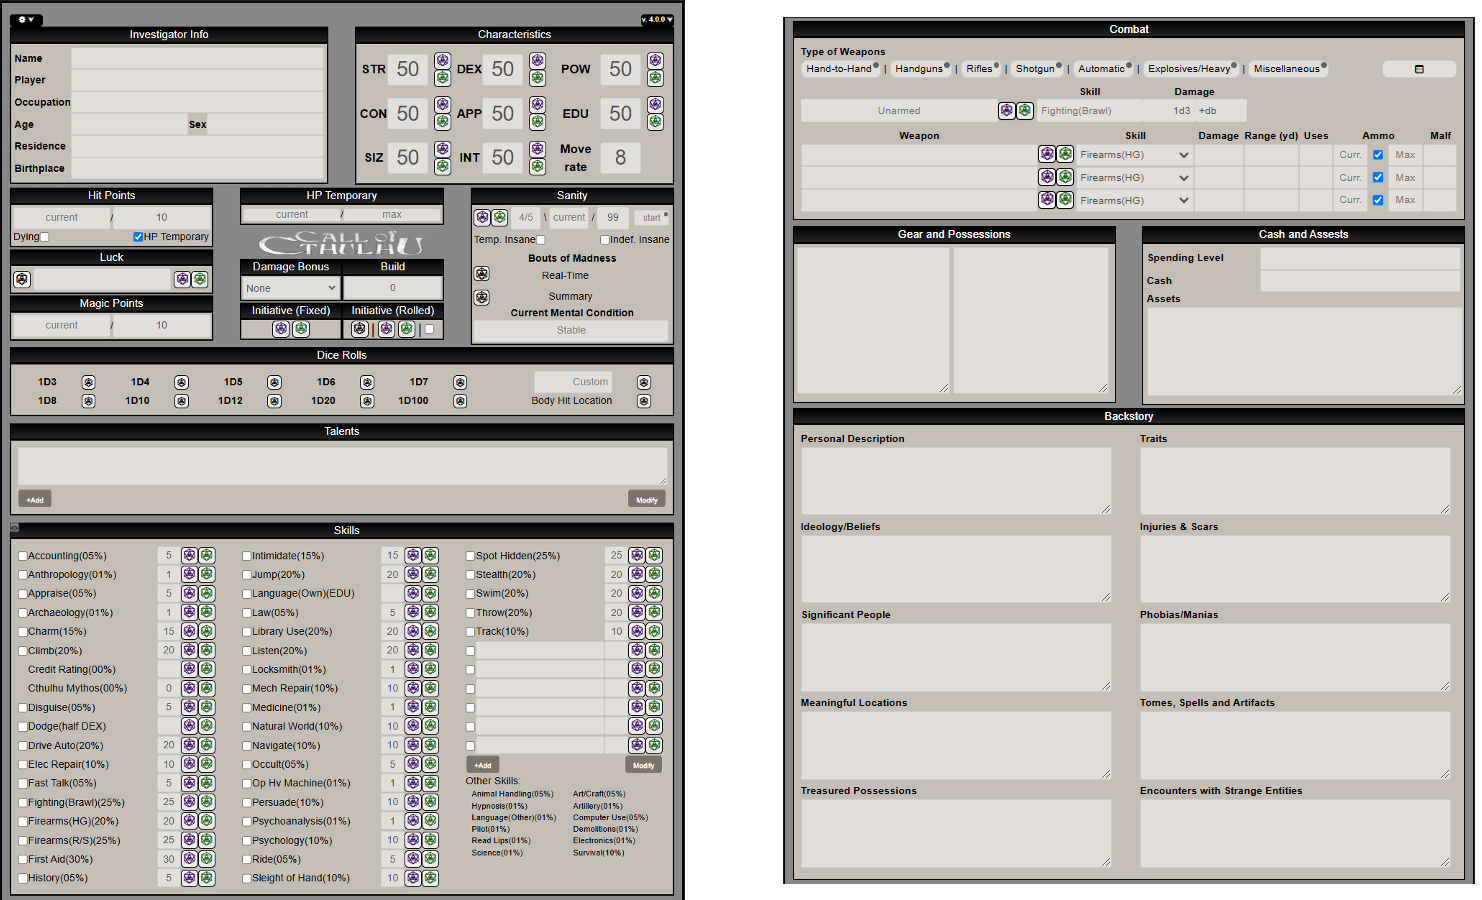 v. 4.0.0
Investigator Info
Name
Player
Occupation
Age Sex
Residence
Birthplace
Characteristics
STR 50 DEX 50 POW 50
CON 50 APP 50 EDU 50
SIZ 50 INT 50 Move rate 8
Hit Points
current / 10
Dying HP Temporary
Luck
Magic Points
current / 10
HP Temporary
current / max
CALL of CTHULHU
Damage Bonus Build
None 0
Initiative (Fixed) Initiative (Rolled)
| |
Sanity
4/5 \ current / 99 start
Temp. Insane Indef. Insane
Bouts of Madness
Real-Time
Summary
Current Mental Condition
Stable
Dice Rolls
1D3 1D4 1D5 1D6 1D7 Custom
1D8 1D10 1D12 1D20 1D100 Body Hit Location
Talents
+Add Modify
Skills
Accounting(05%) 5
Anthropology(01%) 1
Appraise(05%) 5
Archaeology(01%) 1
Charm(15%) 15
Climb(20%) 20
Credit Rating(00%)
Cthulhu Mythos(00%) 0
Disguise(05%) 5
Dodge(half DEX)
Drive Auto(20%) 20
Elec Repair(10%) 10
Fast Talk(05%) 5
Fighting(Brawl)(25%) 25
Firearms(HG)(20%) 20
Firearms(R/S)(25%) 25
First Aid(30%) 30
History(05%) 5
Intimidate(15%) 15
Jump(20%) 20
Language(Own)(EDU)
Law(05%) 5
Library Use(20%) 20
Listen(20%) 20
Locksmith(01%) 1
Mech Repair(10%) 10
Medicine(01%) 1
Natural World(10%) 10
Navigate(10%) 10
Occult(05%) 5
Op Hv Machine(01%) 1
Persuade(10%) 10
Psychoanalysis(01%) 1
Psychology(10%) 10
Ride(05%) 5
Sleight of Hand(10%) 10
Spot Hidden(25%) 25
Stealth(20%) 20
Swim(20%) 20
Throw(20%) 20
Track(10%) 10
+Add Modify
Other Skills:
Animal Handling(05%) Art/Craft(05%)
Hypnosis(01%) Artillery(01%)
Language(Other)(01%) Computer Use(05%)
Pilot(01%) Demolitions(01%)
Read Lips(01%) Electronics(01%)
Science(01%) Survival(10%)
Combat
Type of Weapons
Hand-to-Hand | Handguns | Rifles | Shotgun | Automatic | Explosives/Heavy | Miscellaneous
Skill Damage
Unarmed Fighting(Brawl) 1d3 +db
Weapon Skill Damage Range (yd) Uses Ammo Malf
Firearms(HG) Curr. Max
Firearms(HG) Curr. Max
Firearms(HG) Curr. Max
Gear and Possessions
Cash and Assests
Spending Level
Cash
Assets
Backstory
Personal Description Traits
Ideology/Beliefs Injuries & Scars
Significant People Phobias/Manias
Meaningful Locations Tomes, Spells and Artifacts
Treasured Possessions Encounters with Strange Entities